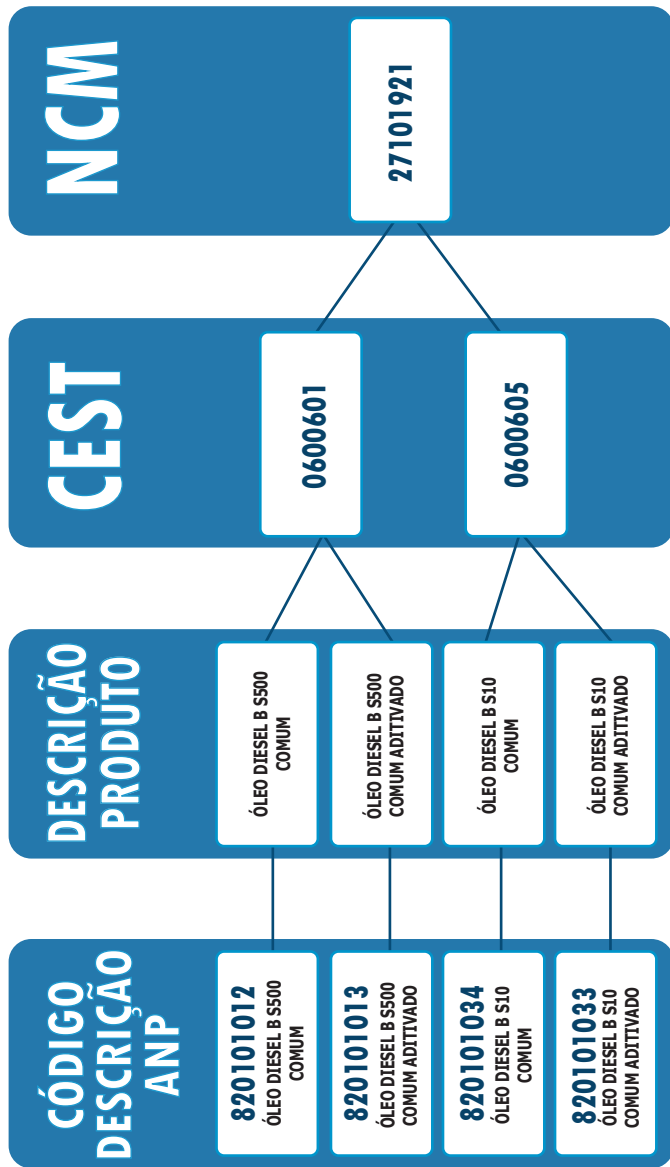 CÓDIGO
DESCRIÇÃO
ANP
820101012
ÓLEO DIESEL B S500
COMUM
820101013
ÓLEO DIESEL B S500
COMUM ADITIVADO
820101034
ÓLEO DIESEL B S10
COMUM
820101033
ÓLEO DIESEL B S10
COMUM ADITIVADO
DESCRIÇÃO
PRODUTO
ÓLEO DIESEL B S500
COMUM
ÓLEO DIESEL B S500
COMUM ADITIVADO
ÓLEO DIESEL B S10
COMUM
ÓLEO DIESEL B S10
COMUM ADITIVADO
CEST
0600601
0600605
NCM
27101921